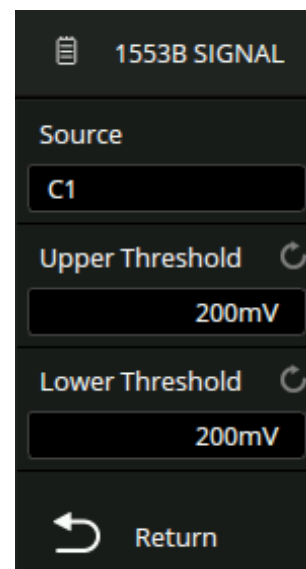 1553B SIGNAL
Source
C1
Upper Threshold
200mV
Lower Threshold
200mV
Return